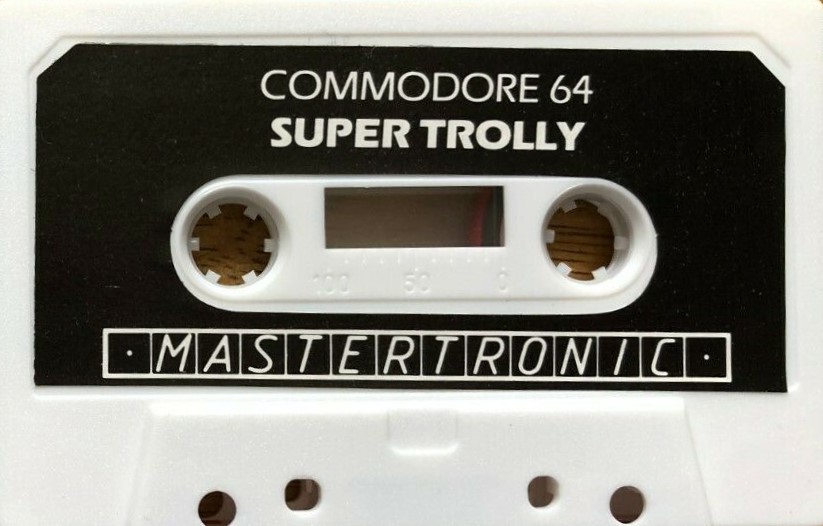 COMMODORE 64
SUPER TROLLY
100 50 0
· MASTERTRONIC ·